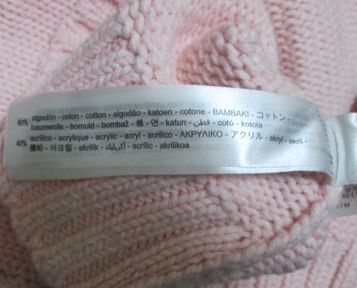 60% algodón - coton - cotton - algodão - katoen - cotone - ΒΑΜΒΑΚΙ - コットン -
baumwolle - bomuld - bombaž - 棉 - 면 - katun - قطن - cotó - kotoia
40% acrílico - acrylique - acrylic - acryl - acrilico - ΑΚΡΥΛΙΚΟ - アクリル - akryl - akril -
腈纶 - 아크릴 - akrilik - أكريليك - acrílic - akrilikoa